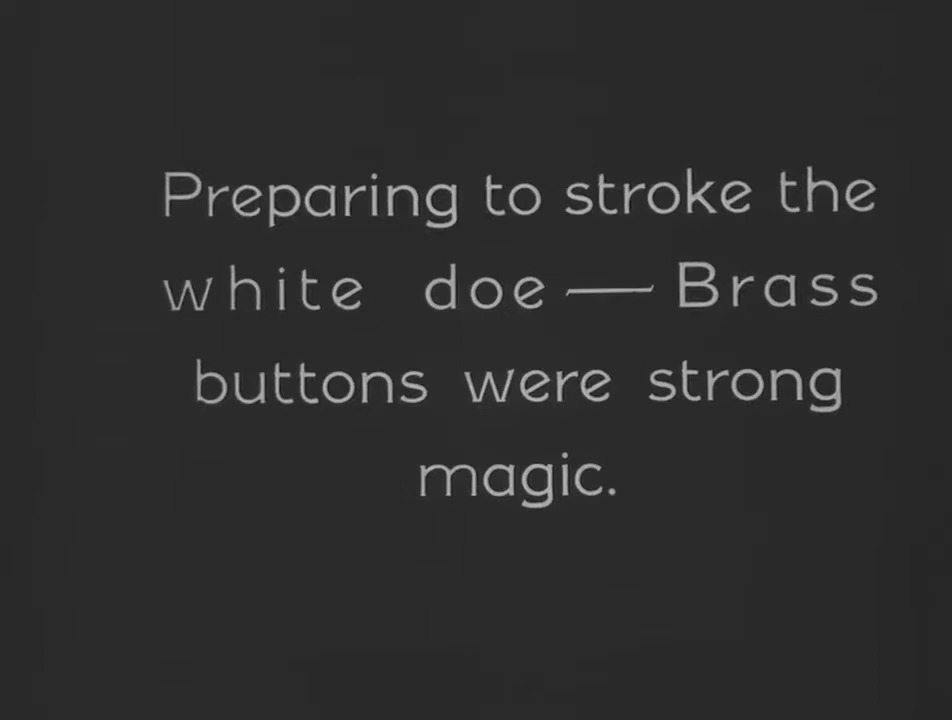 Preparing to stroke the
white doe — Brass
buttons were strong
magic.